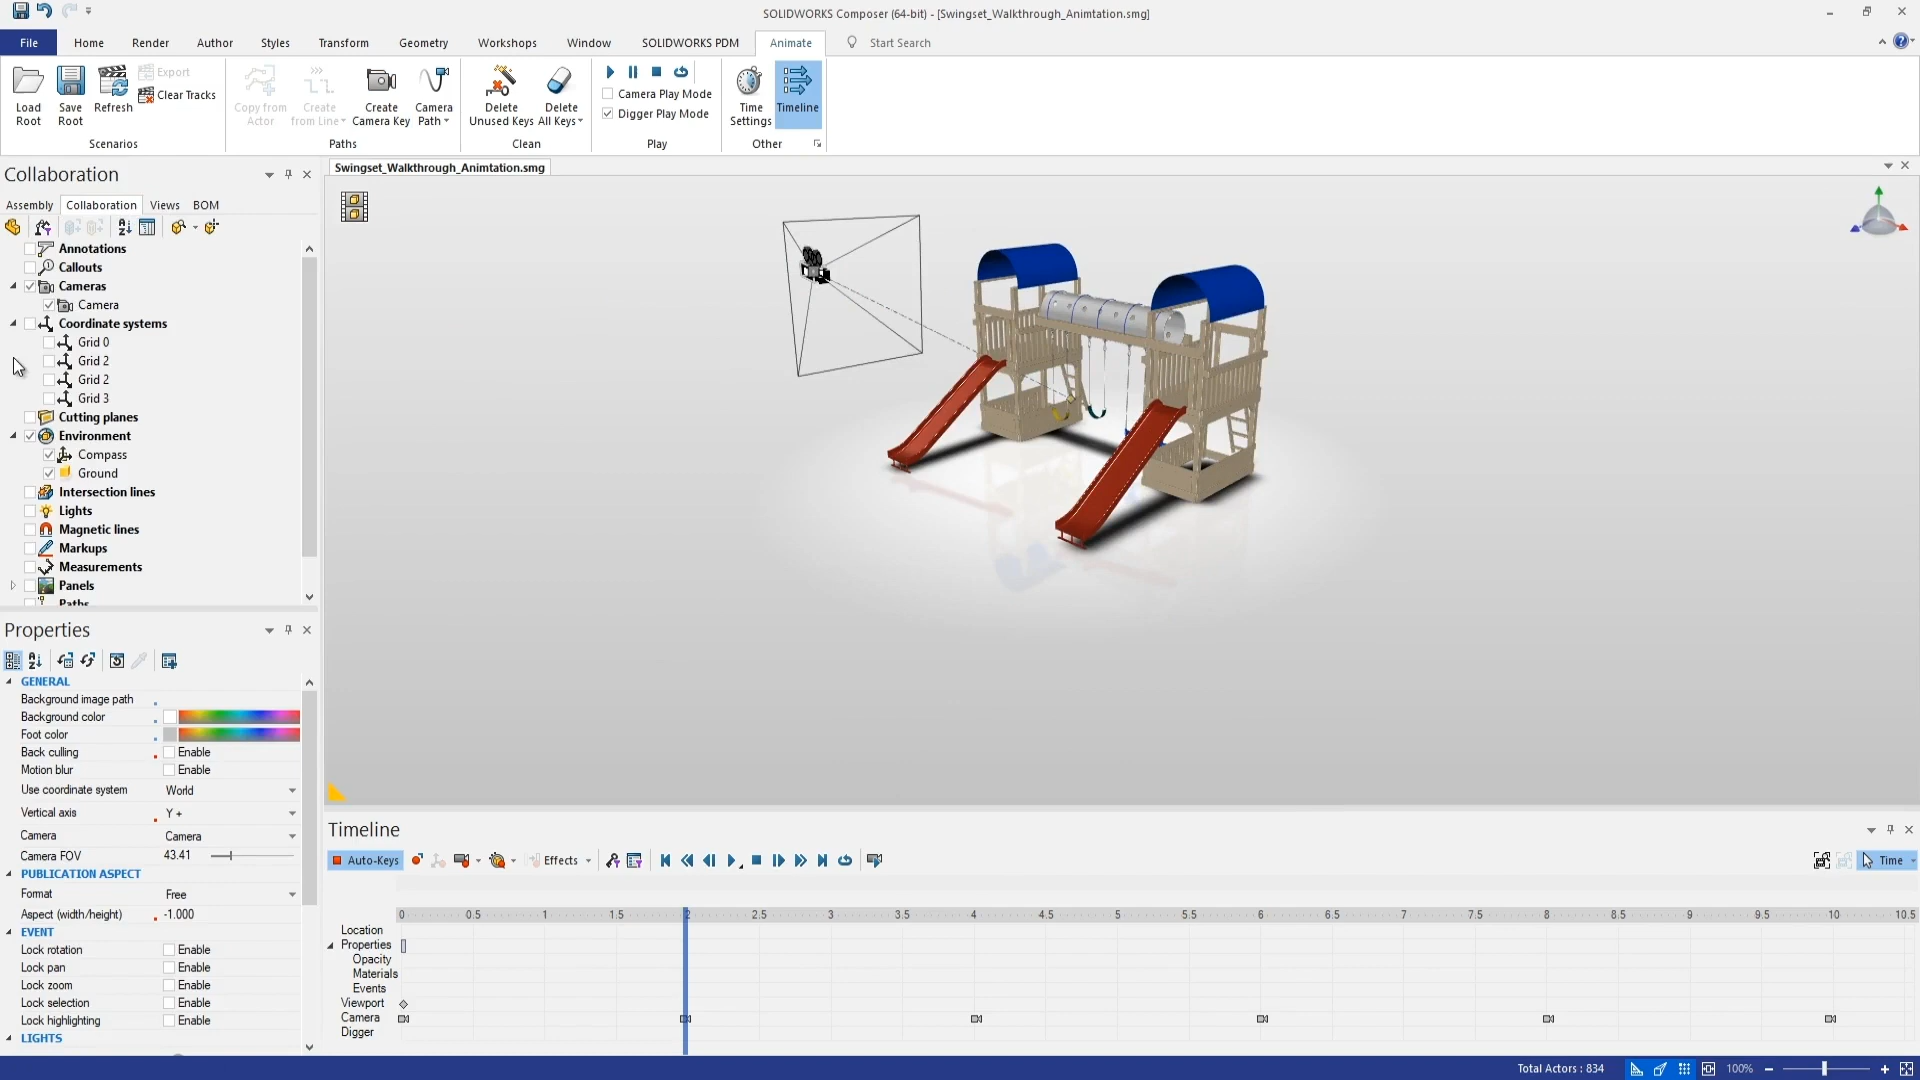 SOLIDWORKS Composer (64-bit) - [Swingset_Walkthrough_Animtation.smg]
File Home Render Author Styles Transform Geometry Workshops Window SOLIDWORKS PDM Animate Start Search
Load Root
Save Root
Refresh
Export
Clear Tracks
Scenarios
Copy from Actor
Create from Line
Create Camera Key
Camera Path
Paths
Delete Unused Keys
Delete All Keys
Clean
Camera Play Mode
Digger Play Mode
Play
Time Settings
Timeline
Other
Collaboration
Assembly Collaboration Views BOM
Annotations
Callouts
Cameras
Camera
Coordinate systems
Grid 0
Grid 2
Grid 2
Grid 3
Cutting planes
Environment
Compass
Ground
Intersection lines
Lights
Magnetic lines
Markups
Measurements
Panels
Paths
Swingset_Walkthrough_Animtation.smg
Properties
GENERAL
Background image path
Background color
Foot color
Back culling Enable
Motion blur Enable
Use coordinate system World
Vertical axis Y +
Camera Camera
Camera FOV 43.41
PUBLICATION ASPECT
Format Free
Aspect (width/height) -1.000
EVENT
Lock rotation Enable
Lock pan Enable
Lock zoom Enable
Lock selection Enable
Lock highlighting Enable
LIGHTS
Timeline
Auto-Keys Effects Time
0 0.5 1 1.5 2 2.5 3 3.5 4 4.5 5 5.5 6 6.5 7 7.5 8 8.5 9 9.5 10 10.5
Location
Properties
Opacity
Materials
Events
Viewport
Camera
Digger
Total Actors : 834 100%